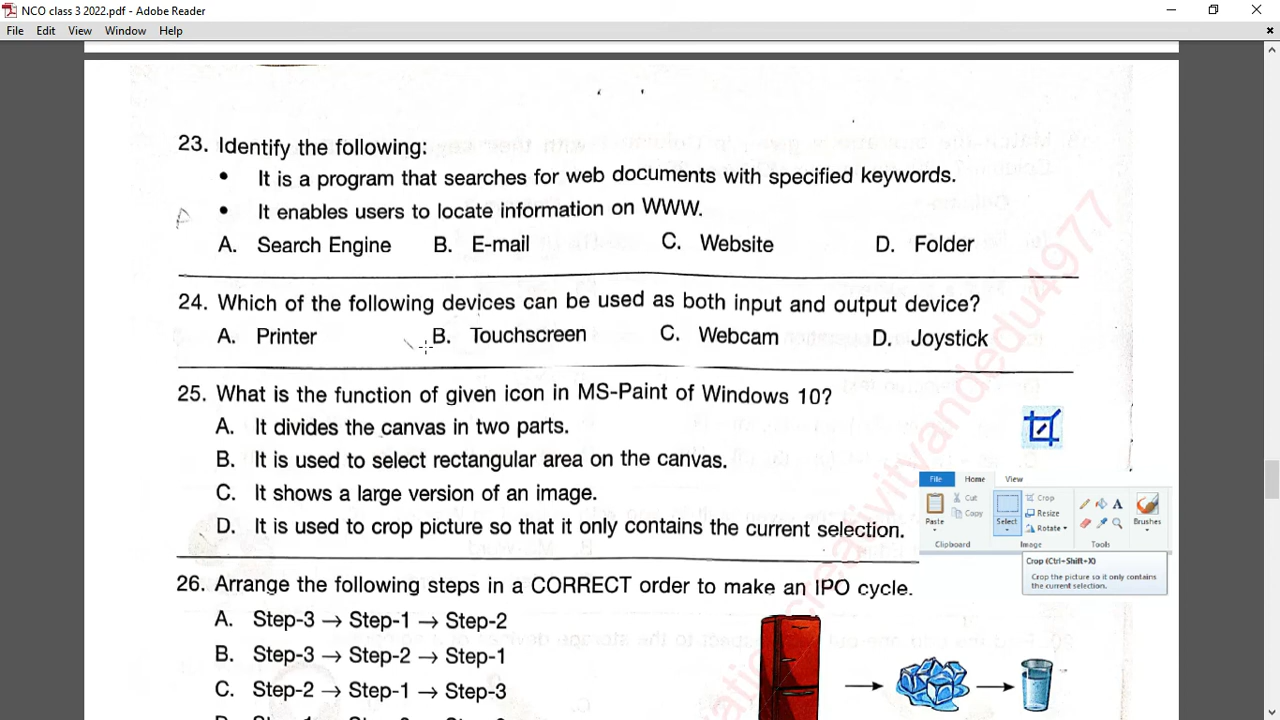 NCO class 3 2022.pdf - Adobe Reader
File Edit View Window Help
23. Identify the following:
• It is a program that searches for web documents with specified keywords.
• It enables users to locate information on WWW.
A. Search Engine B. E-mail C. Website D. Folder
24. Which of the following devices can be used as both input and output device?
A. Printer B. Touchscreen C. Webcam D. Joystick
25. What is the function of given icon in MS-Paint of Windows 10?
A. It divides the canvas in two parts.
B. It is used to select rectangular area on the canvas.
C. It shows a large version of an image.
D. It is used to crop picture so that it only contains the current selection.
File Home View
Cut Crop
Copy Resize
Paste Select Rotate Brushes
Clipboard Image Tools
Crop (Ctrl+Shift+X)
Crop the picture so it only contains
the current selection.
26. Arrange the following steps in a CORRECT order to make an IPO cycle.
A. Step-3 → Step-1 → Step-2
B. Step-3 → Step-2 → Step-1
C. Step-2 → Step-1 → Step-3